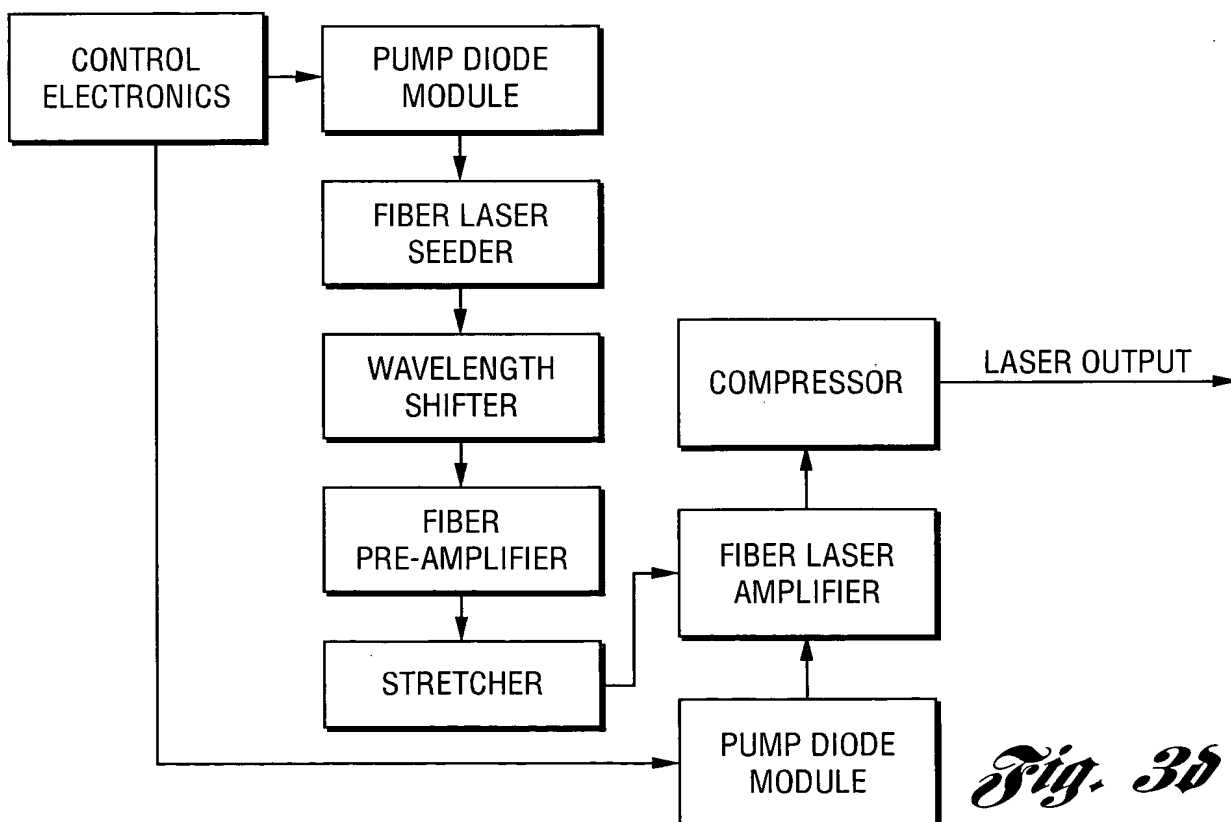 CONTROL
ELECTRONICS
PUMP DIODE
MODULE
FIBER LASER
SEEDER
WAVELENGTH
SHIFTER
FIBER
PRE-AMPLIFIER
STRETCHER
COMPRESSOR
LASER OUTPUT
FIBER LASER
AMPLIFIER
PUMP DIODE
MODULE
Fig. 3d